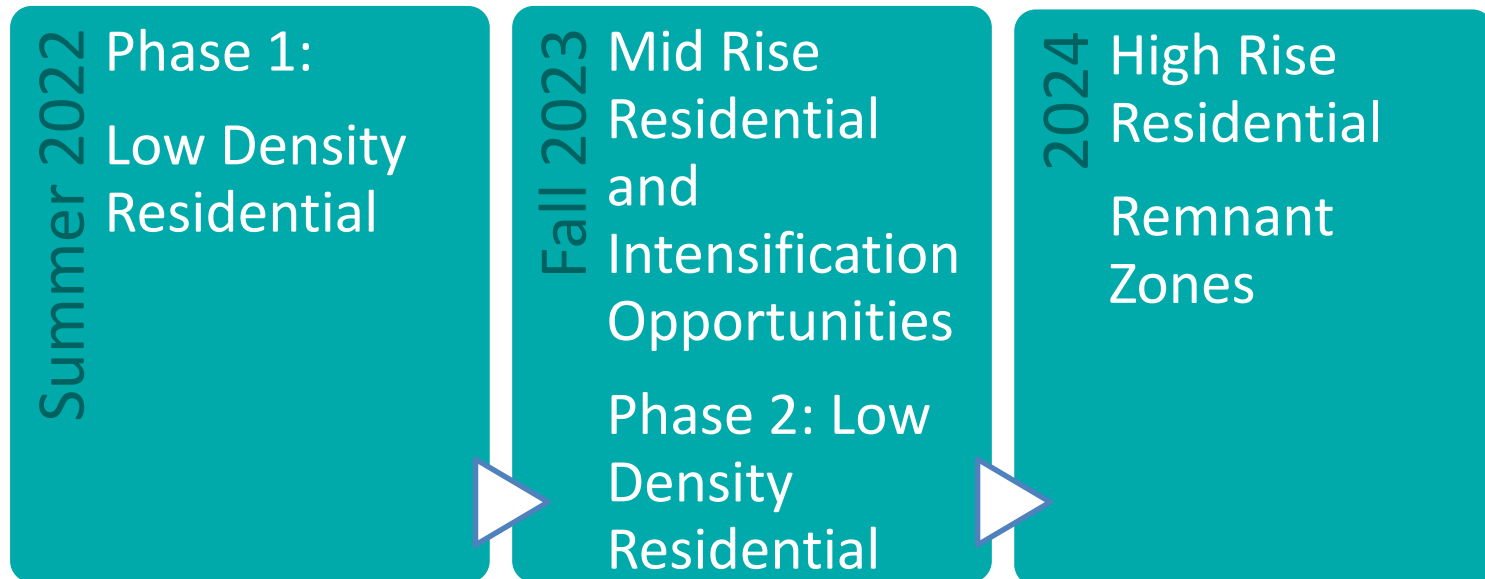 Summer 2022
Phase 1:
Low Density
Residential
Fall 2023
Mid Rise
Residential
and
Intensification
Opportunities
Phase 2: Low
Density
Residential
2024
High Rise
Residential
Remnant
Zones